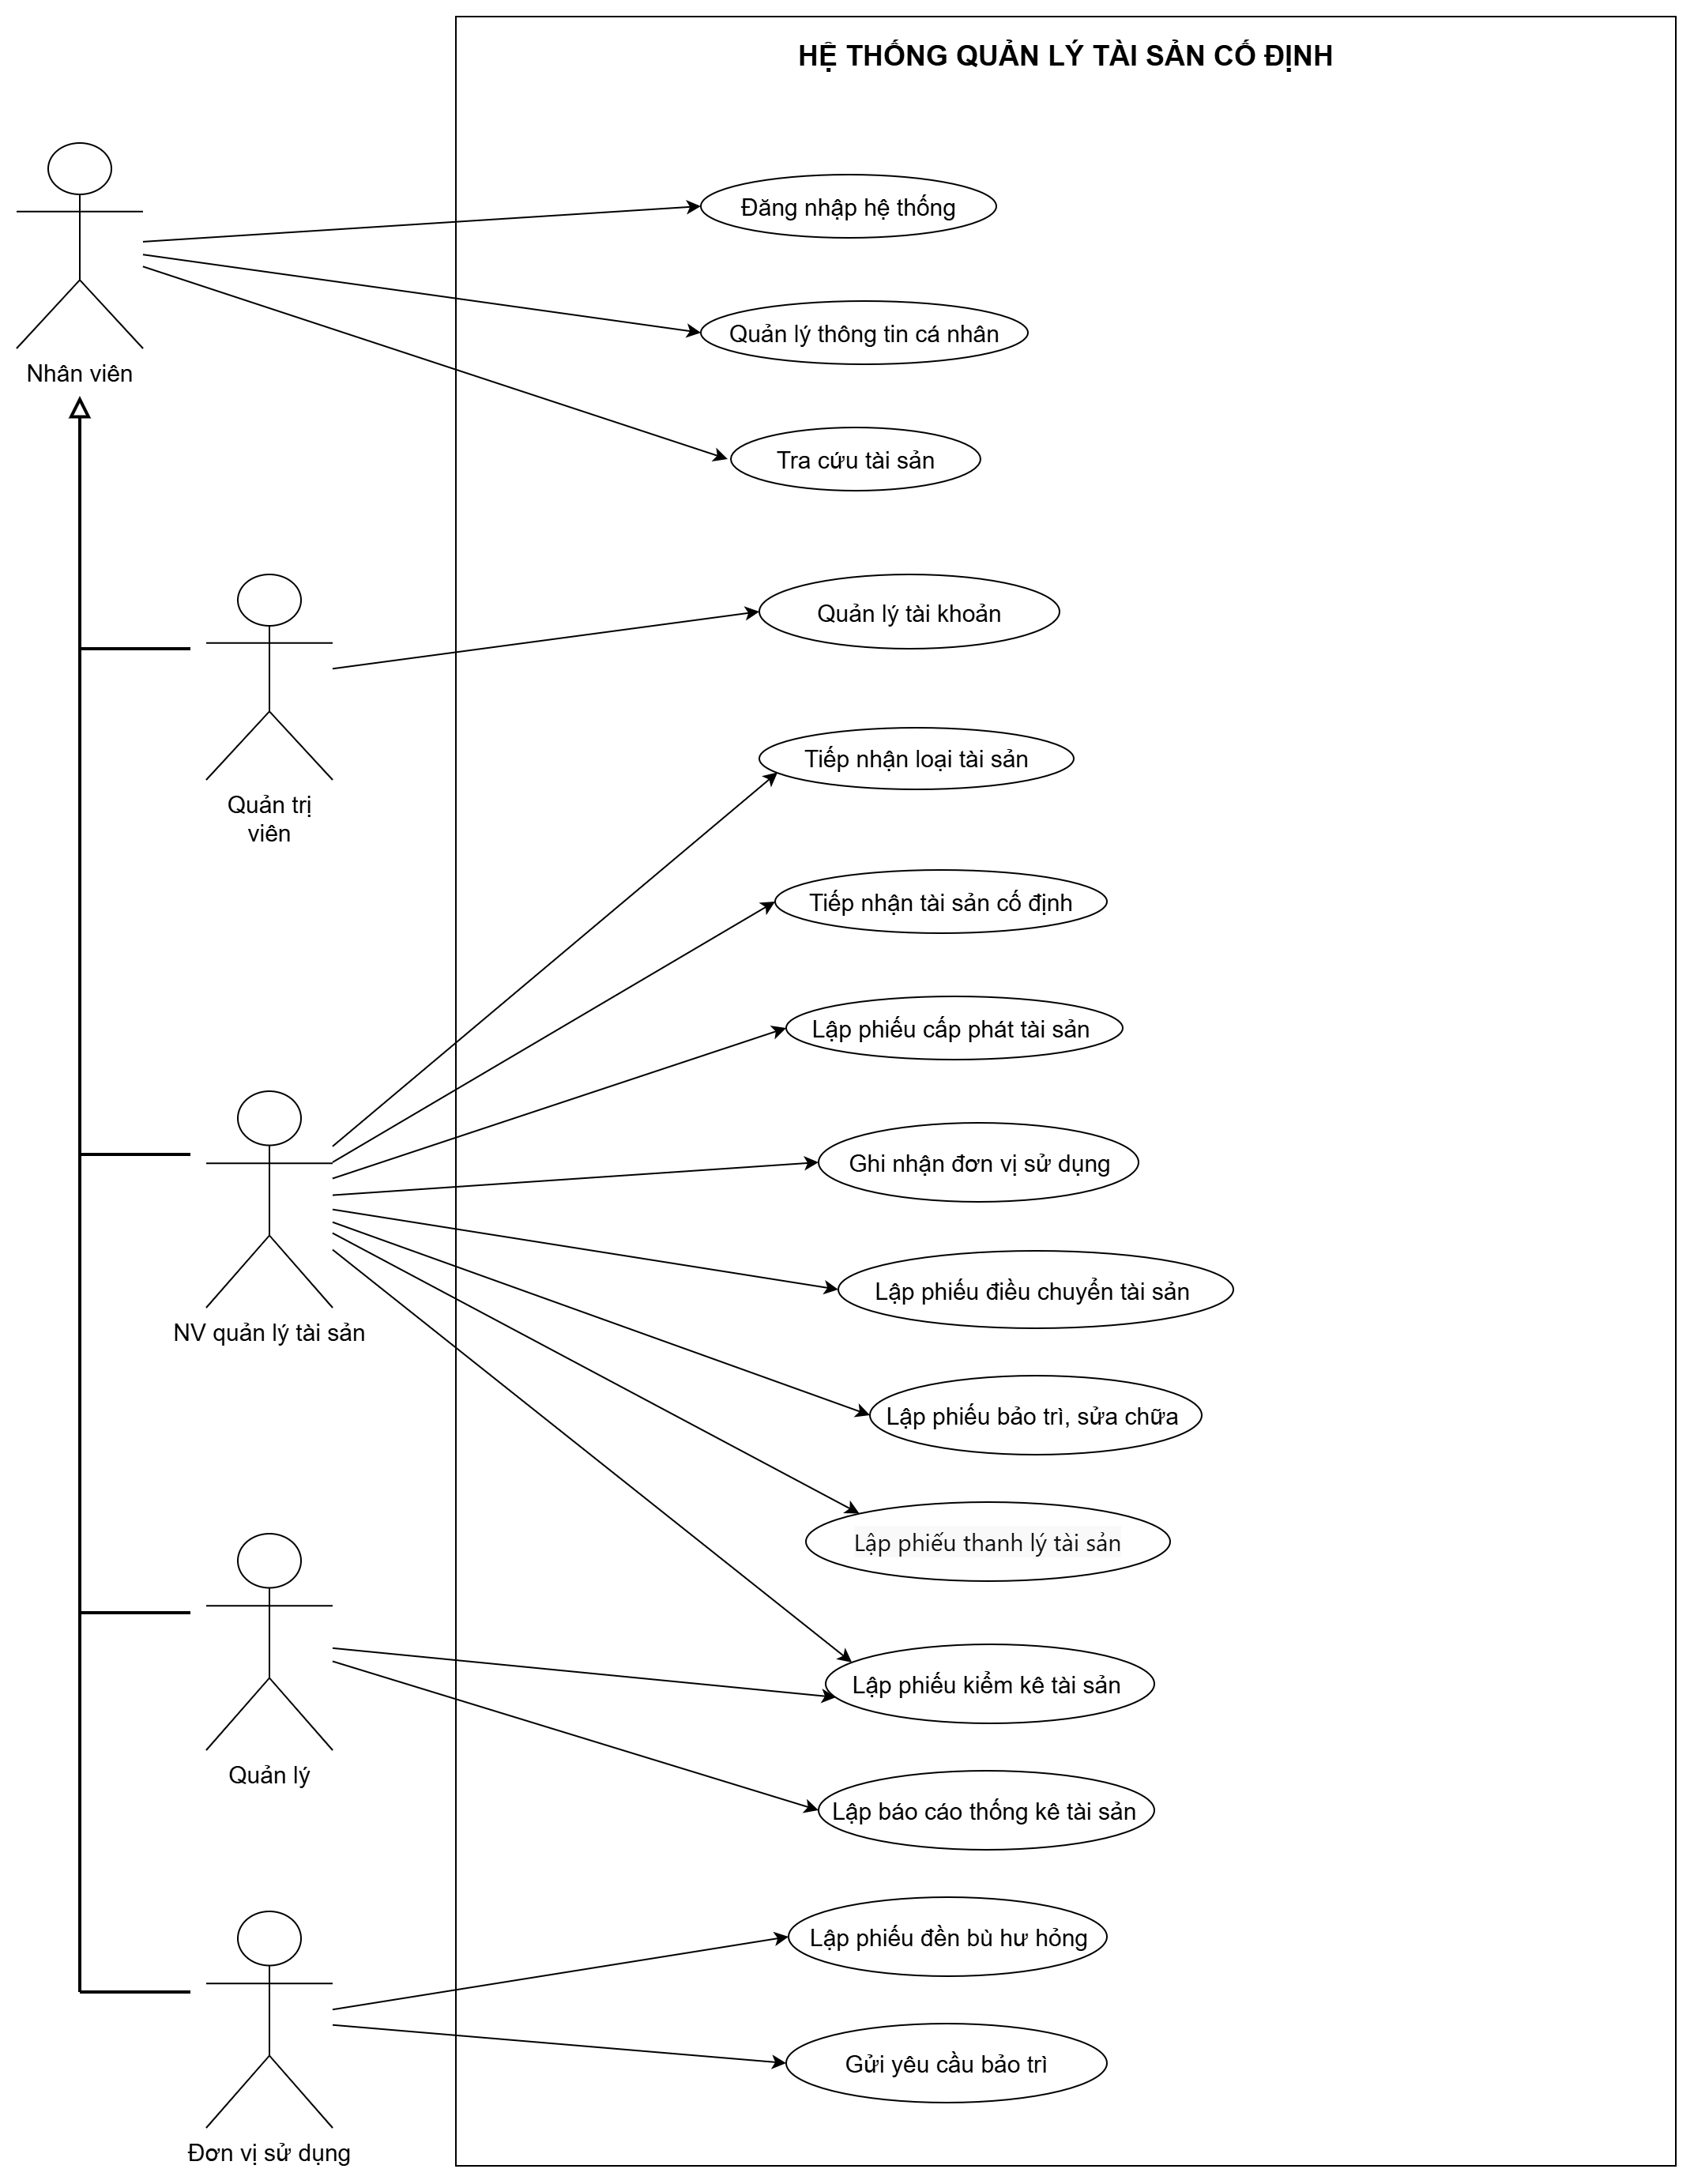 HỆ THỐNG QUẢN LÝ TÀI SẢN CỐ ĐỊNH
Đăng nhập hệ thống
Quản lý thông tin cá nhân
Nhân viên
Tra cứu tài sản
Quản lý tài khoản
Tiếp nhận loại tài sản
Quản trị
viên
Tiếp nhận tài sản cố định
Lập phiếu cấp phát tài sản
Ghi nhận đơn vị sử dụng
Lập phiếu điều chuyển tài sản
NV quản lý tài sản
Lập phiếu bảo trì, sửa chữa
Lập phiếu thanh lý tài sản
Lập phiếu kiểm kê tài sản
Quản lý
Lập báo cáo thống kê tài sản
Lập phiếu đền bù hư hỏng
Gửi yêu cầu bảo trì
Đơn vị sử dụng